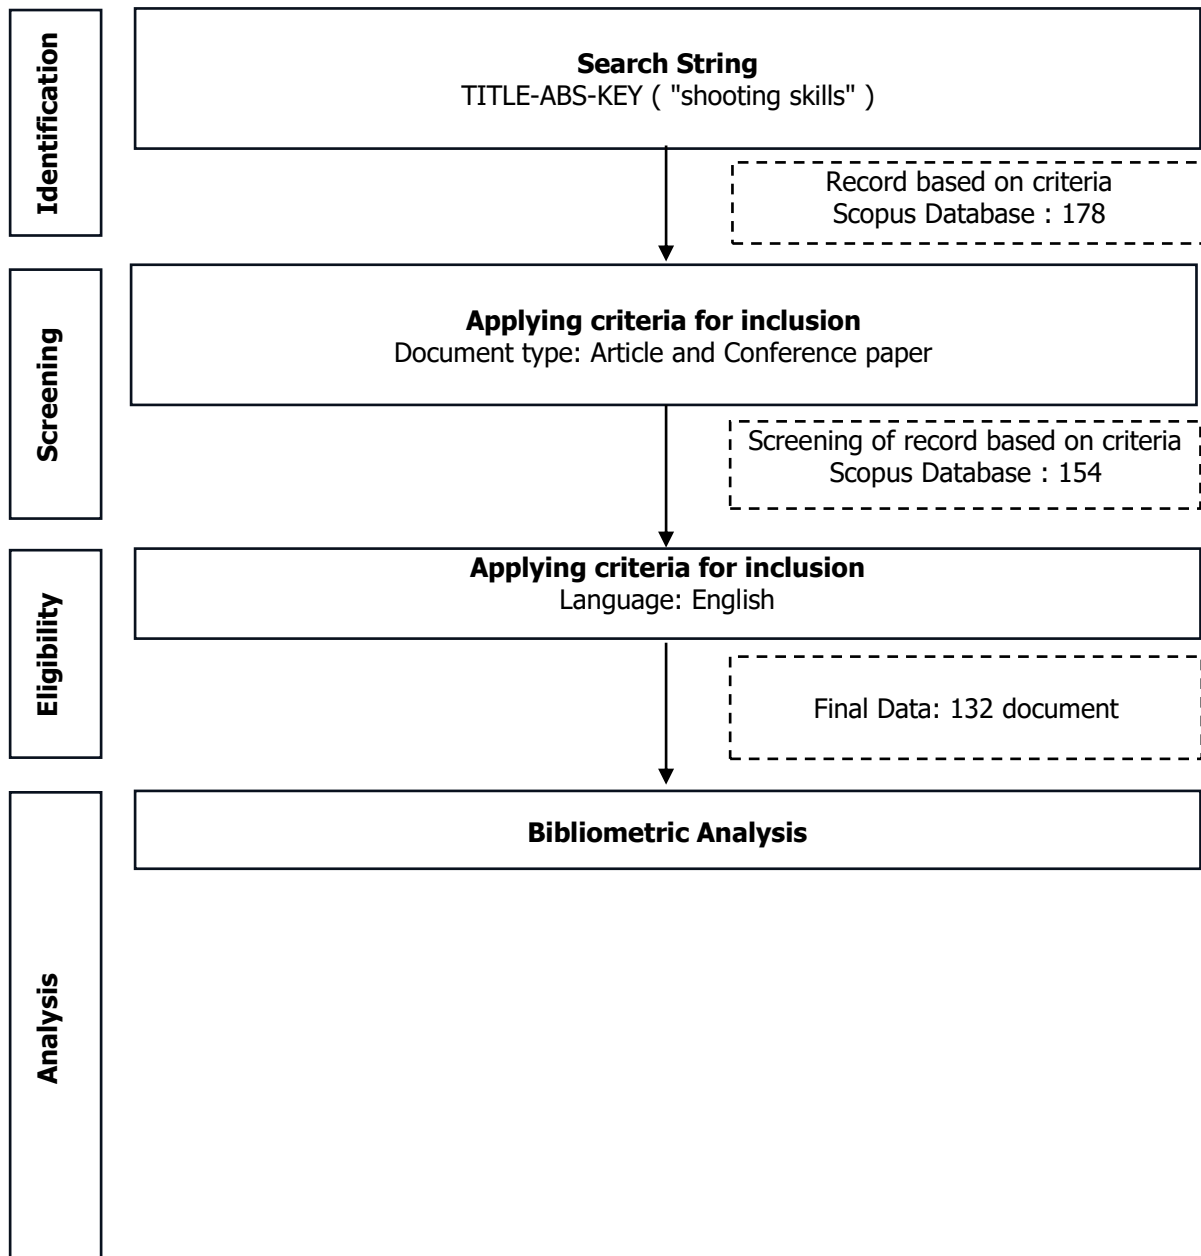 Identification
Search String
TITLE-ABS-KEY ( "shooting skills" )
Record based on criteria
Scopus Database : 178
Screening
Applying criteria for inclusion
Document type: Article and Conference paper
Screening of record based on criteria
Scopus Database : 154
Eligibility
Applying criteria for inclusion
Language: English
Final Data: 132 document
Analysis
Bibliometric Analysis